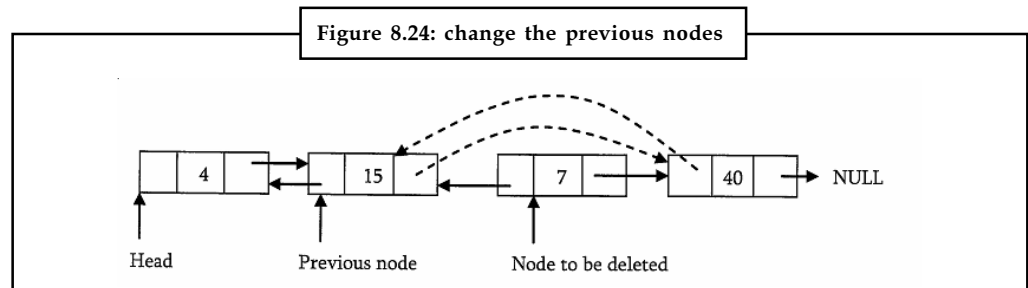 Figure 8.24: change the previous nodes
4 15 7 40 NULL
Head Previous node Node to be deleted